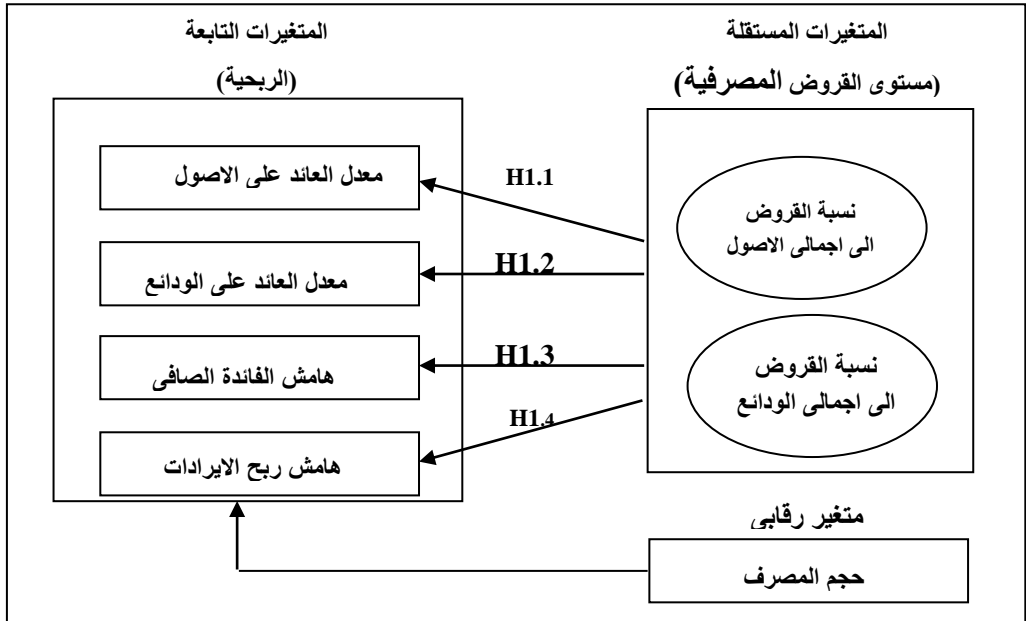 المتغيرات المستقلة
(مستوى القروض المصرفية)
نسبة القروض
الى اجمالى الاصول
نسبة القروض
الى اجمالى الودائع
المتغيرات التابعة
(الربحية)
معدل العائد على الاصول
معدل العائد على الودائع
هامش الفائدة الصافى
هامش ربح الايرادات
H1.1
H1.2
H1.3
H1.4
متغير رقابى
حجم المصرف